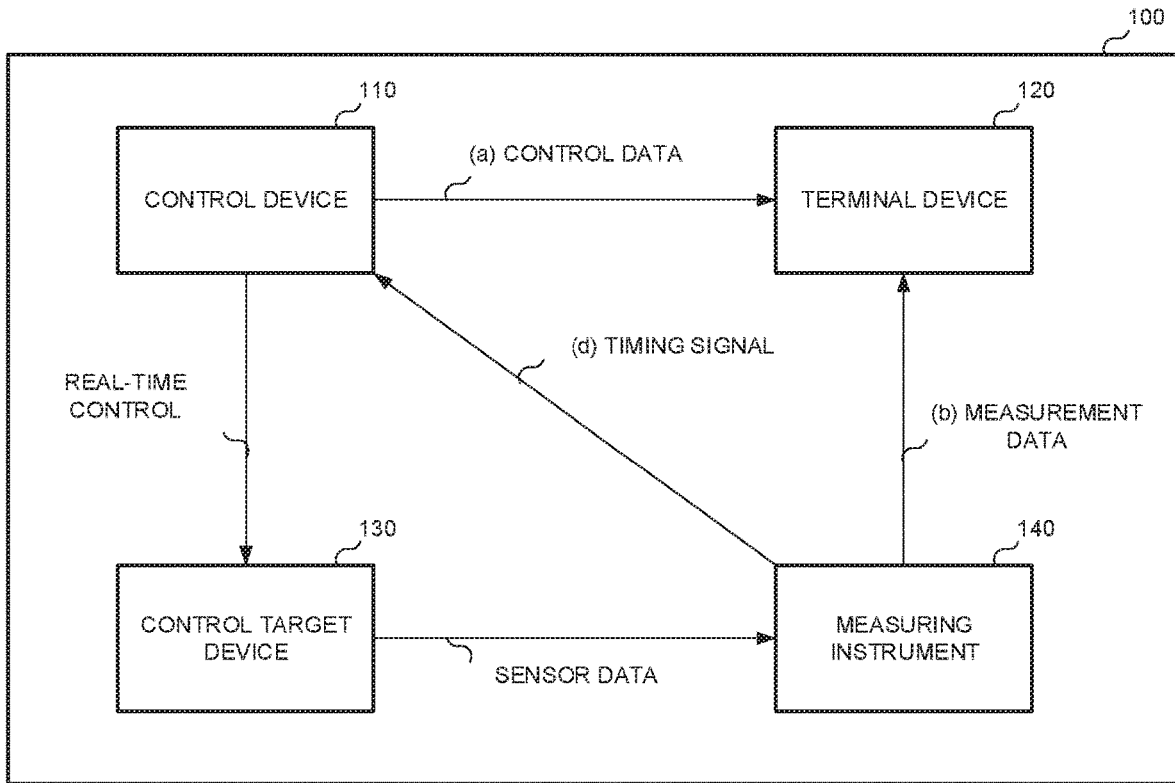 100
110
120
(a) CONTROL DATA
CONTROL DEVICE
TERMINAL DEVICE
(d) TIMING SIGNAL
REAL-TIME
CONTROL
(b) MEASUREMENT
DATA
130
140
CONTROL TARGET
DEVICE
MEASURING
INSTRUMENT
SENSOR DATA